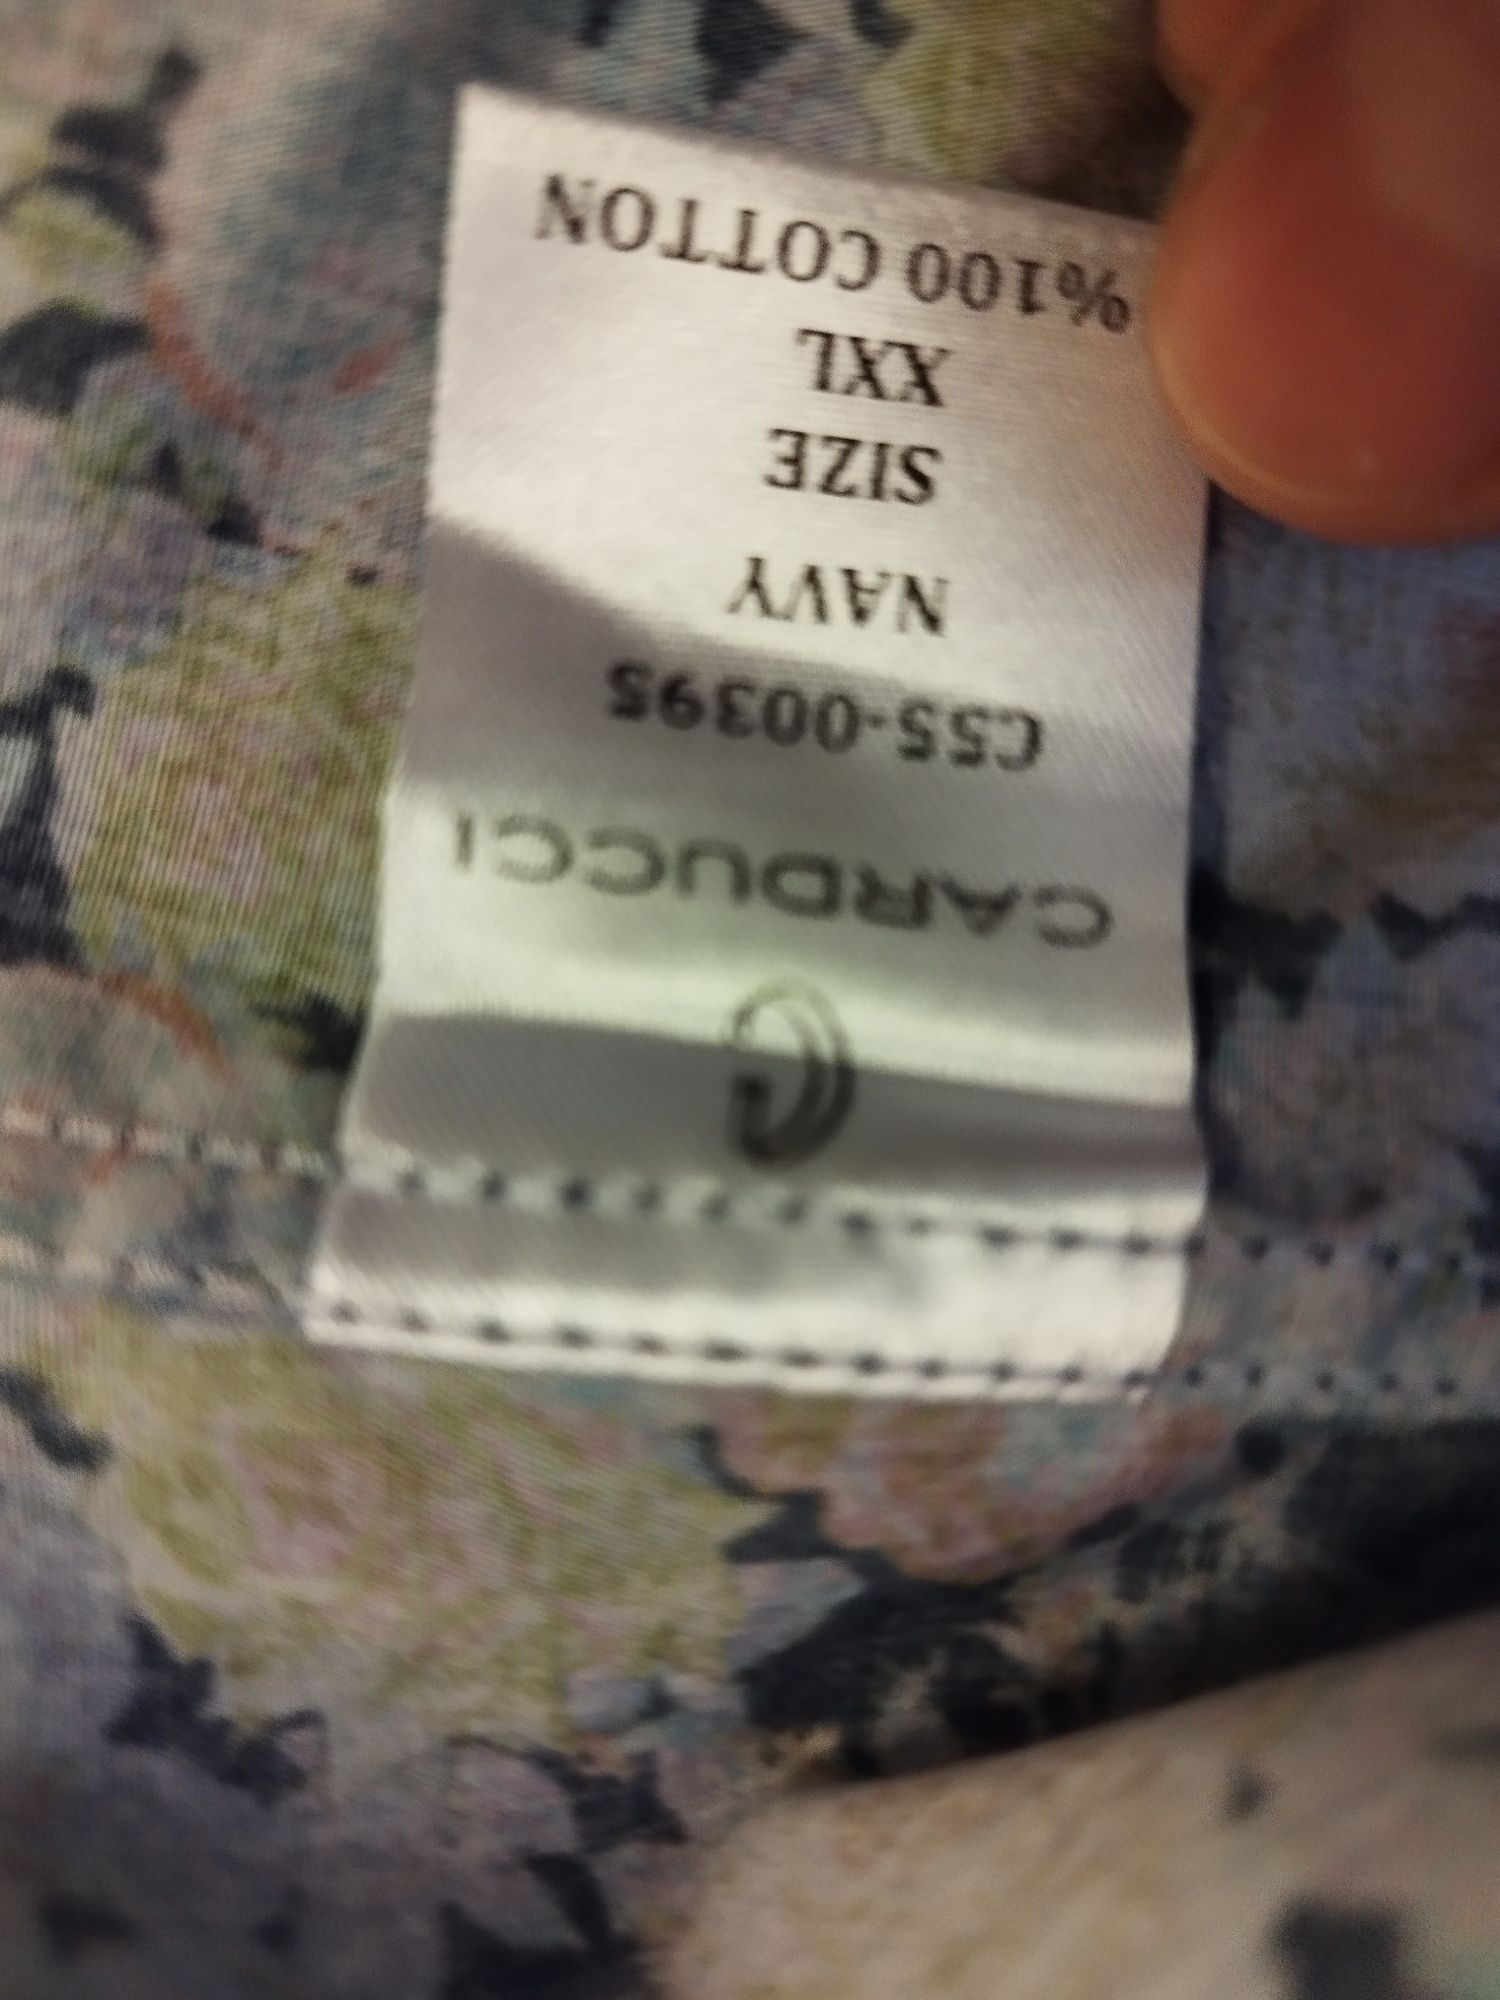 CARDUCCI
C55-00395
NAVY
SIZE
XXL
%100 COTTON